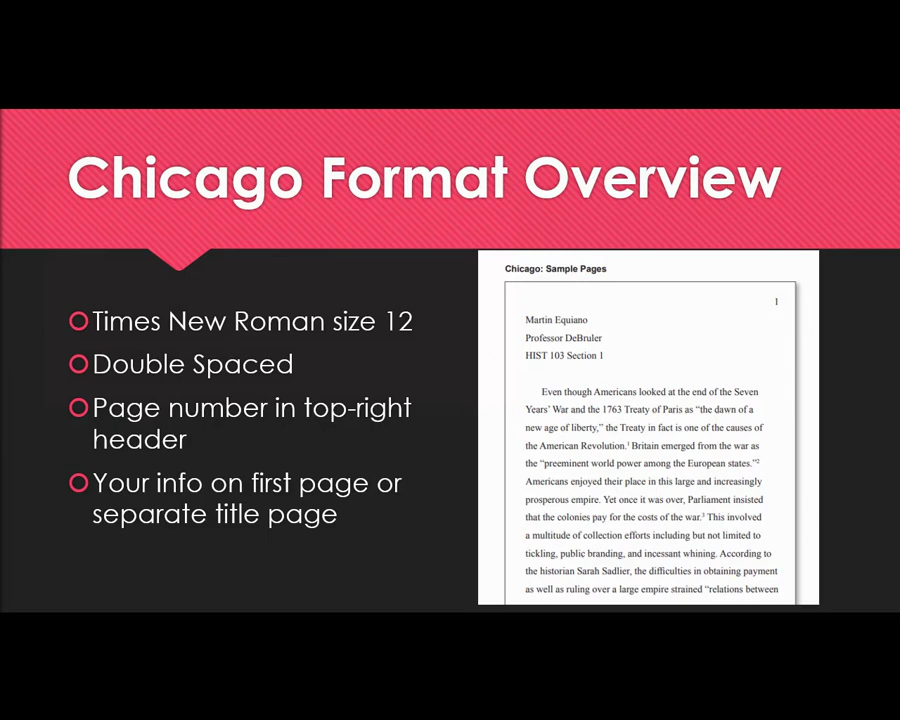 Chicago Format Overview
Times New Roman size 12
Double Spaced
Page number in top-right
header
Your info on first page or
separate title page
Chicago: Sample Pages
1
Martin Equiano
Professor DeBruler
HIST 103 Section 1
Even though Americans looked at the end of the Seven
Years’ War and the 1763 Treaty of Paris as “the dawn of a
new age of liberty,” the Treaty in fact is one of the causes of
the American Revolution.1 Britain emerged from the war as
the “preeminent world power among the European states.”2
Americans enjoyed their place in this large and increasingly
prosperous empire. Yet once it was over, Parliament insisted
that the colonies pay for the costs of the war.3 This involved
a multitude of collection efforts including but not limited to
tickling, public branding, and incessant whining. According to
the historian Sarah Sadlier, the difficulties in obtaining payment
as well as ruling over a large empire strained “relations between